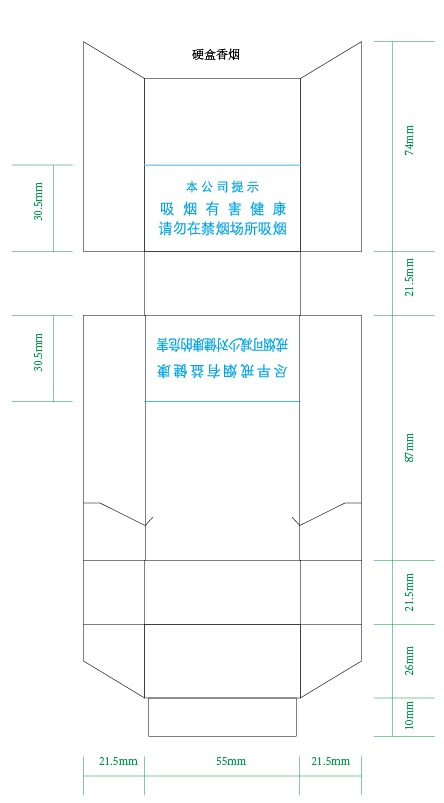 硬盒香烟
74mm
30.5mm
本公司提示
吸烟有害健康
请勿在禁烟场所吸烟
21.5mm
30.5mm
戒烟可减少对健康的危害
尽早戒烟有益健康
87mm
21.5mm
26mm
10mm
21.5mm
55mm
21.5mm